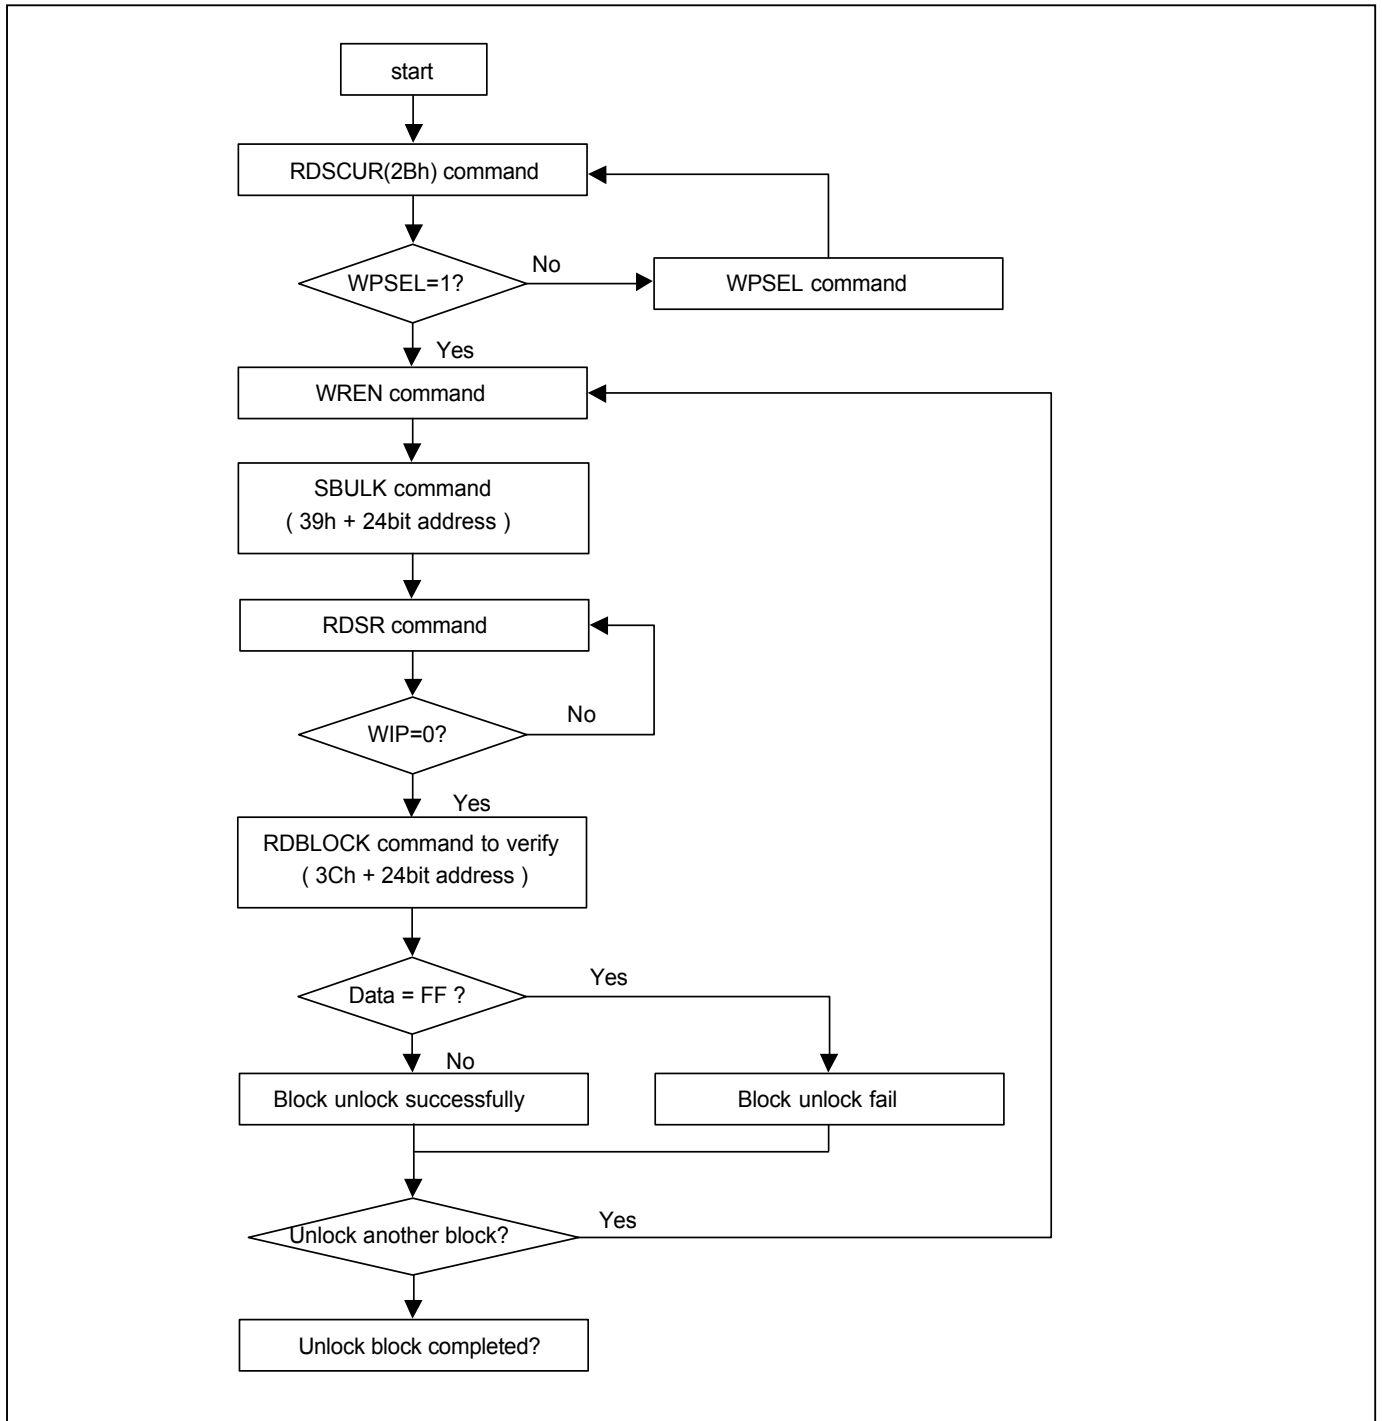 start
RDSCUR(2Bh) command
WPSEL=1?
No
WPSEL command
Yes
WREN command
SBULK command
( 39h + 24bit address )
RDSR command
WIP=0?
No
Yes
RDBLOCK command to verify
( 3Ch + 24bit address )
Data = FF ?
Yes
No
Block unlock successfully
Block unlock fail
Unlock another block?
Yes
Unlock block completed?